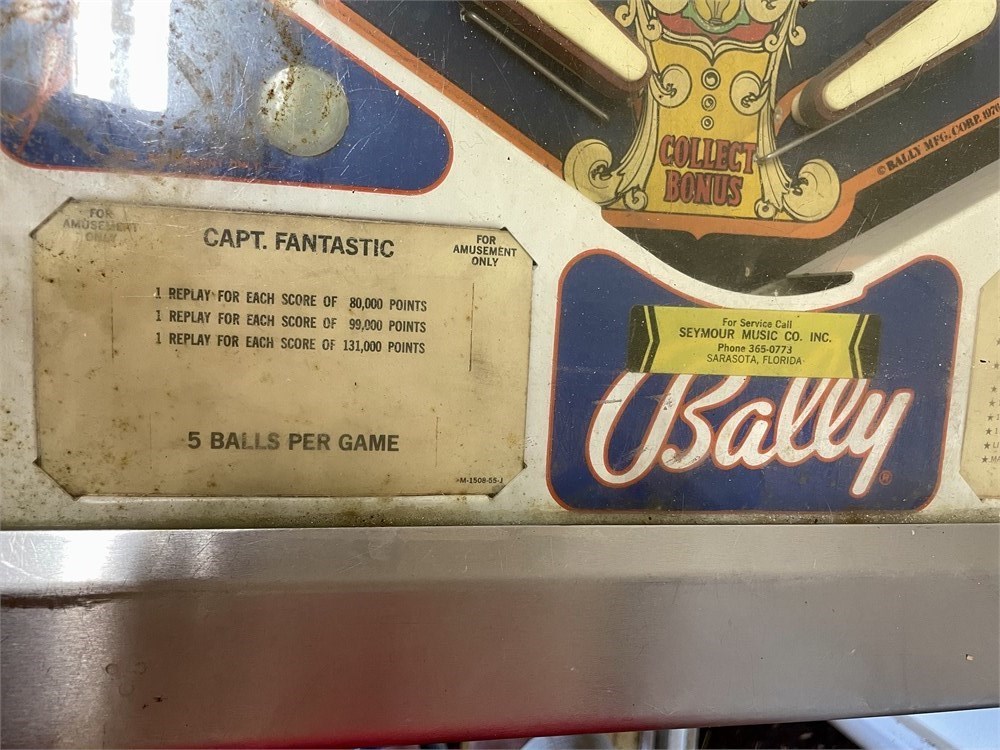 COLLECT
BONUS
© BALLY MFG. CORP. 1976
FOR
AMUSEMENT
ONLY
CAPT. FANTASTIC
FOR
AMUSEMENT
ONLY
1 REPLAY FOR EACH SCORE OF 80,000 POINTS
1 REPLAY FOR EACH SCORE OF 99,000 POINTS
1 REPLAY FOR EACH SCORE OF 131,000 POINTS
5 BALLS PER GAME
M-1508-55-J
For Service Call
SEYMOUR MUSIC CO. INC.
Phone 365-0773
SARASOTA, FLORIDA
Bally®